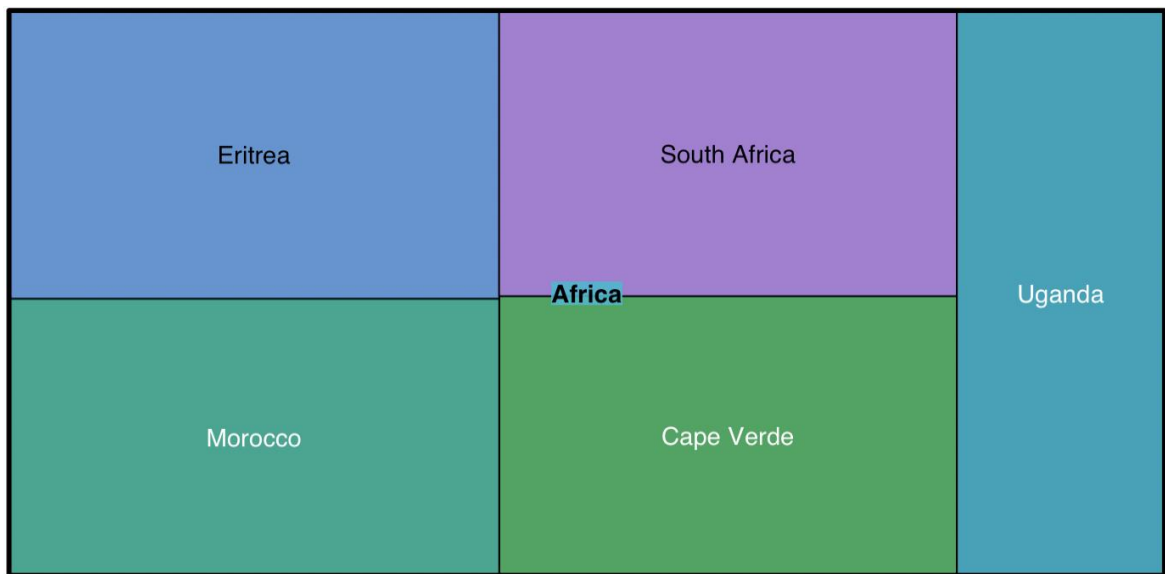 Eritrea
South Africa
Africa
Uganda
Morocco
Cape Verde